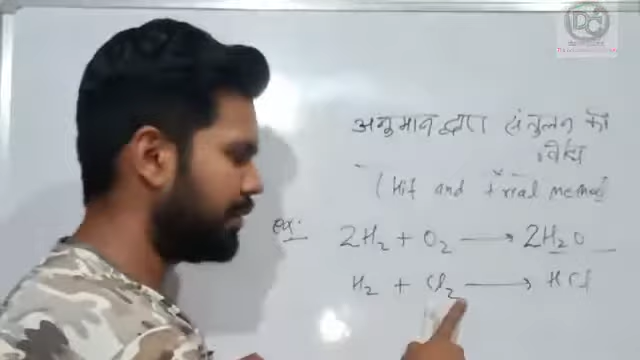 अनुमान द्वारा संतुलन की
विधि
(Hit and trial method
ex:
2H₂ + O₂ → 2H₂O
H₂ + Cl₂ → HCl